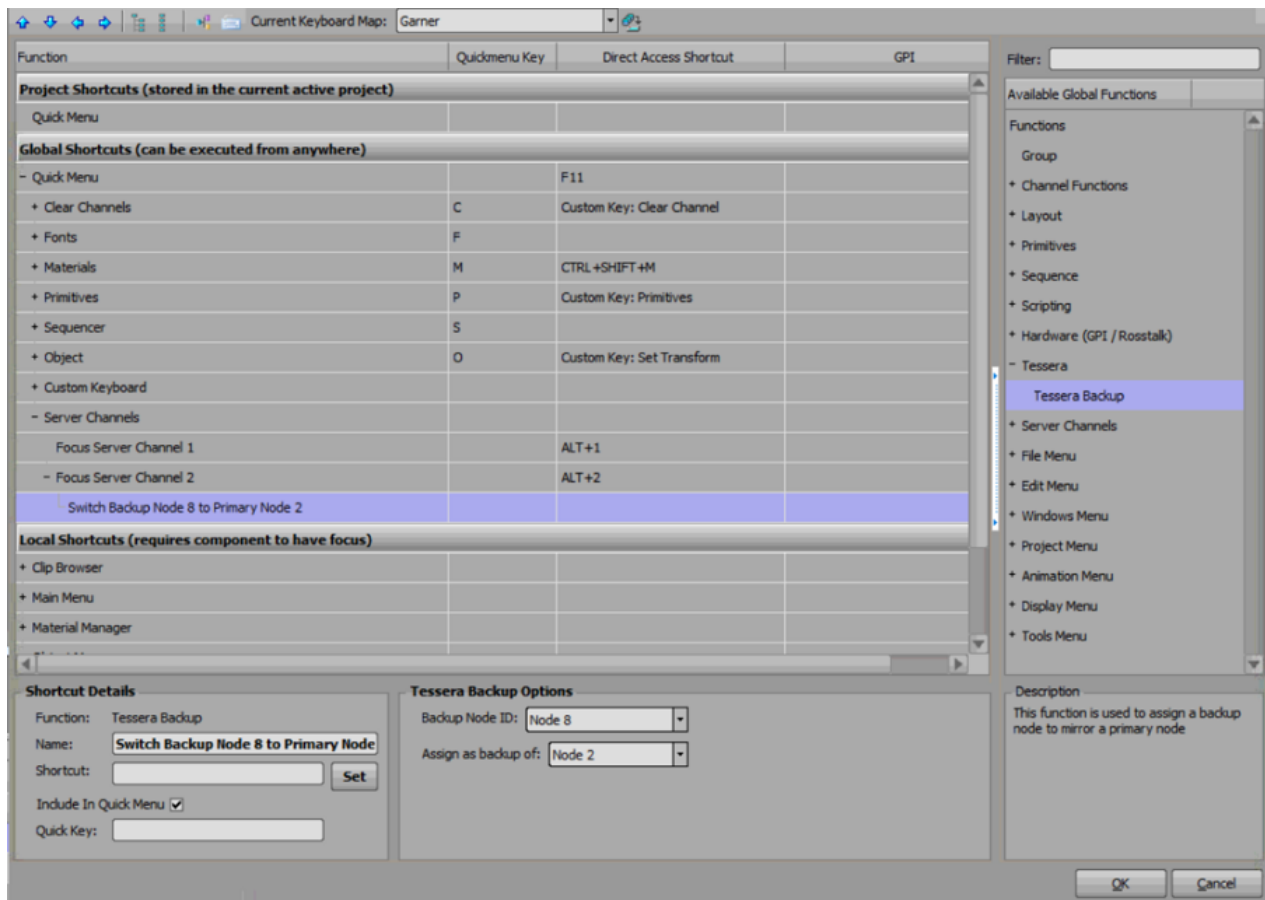 Current Keyboard Map: Garner
Function Quickmenu Key Direct Access Shortcut GPI
Project Shortcuts (stored in the current active project)
Quick Menu
Global Shortcuts (can be executed from anywhere)
- Quick Menu F11
+ Clear Channels C Custom Key: Clear Channel
+ Fonts F
+ Materials M CTRL+SHIFT+M
+ Primitives P Custom Key: Primitives
+ Sequencer S
+ Object O Custom Key: Set Transform
+ Custom Keyboard
- Server Channels
Focus Server Channel 1 ALT+1
- Focus Server Channel 2 ALT+2
Switch Backup Node 8 to Primary Node 2
Local Shortcuts (requires component to have focus)
+ Clip Browser
+ Main Menu
+ Material Manager
Filter:
Available Global Functions
Functions
Group
+ Channel Functions
+ Layout
+ Primitives
+ Sequence
+ Scripting
+ Hardware (GPI / Rosstalk)
- Tessera
Tessera Backup
+ Server Channels
+ File Menu
+ Edit Menu
+ Windows Menu
+ Project Menu
+ Animation Menu
+ Display Menu
+ Tools Menu
Shortcut Details
Function: Tessera Backup
Name: Switch Backup Node 8 to Primary Node
Shortcut: Set
Include In Quick Menu
Quick Key:
Tessera Backup Options
Backup Node ID: Node 8
Assign as backup of: Node 2
Description
This function is used to assign a backup
node to mirror a primary node
OK Cancel